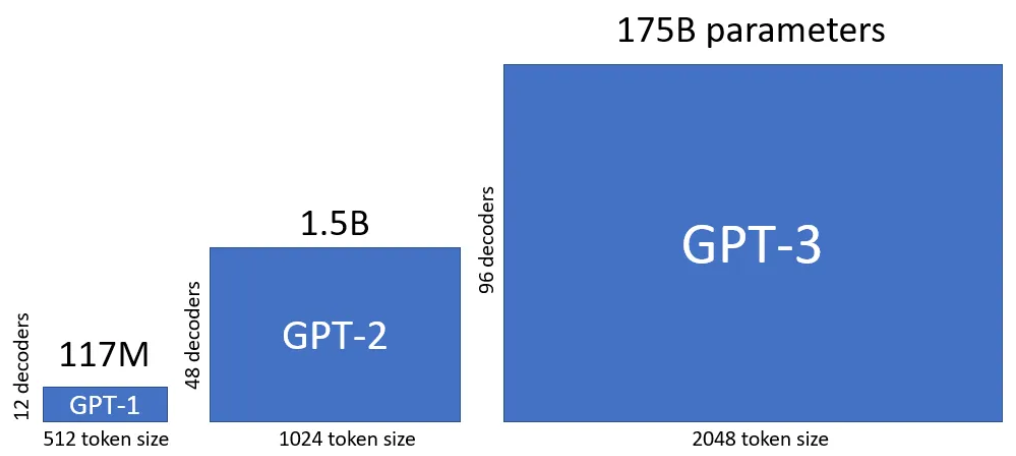 12 decoders
117M
GPT-1
512 token size
48 decoders
1.5B
GPT-2
1024 token size
96 decoders
175B parameters
GPT-3
2048 token size